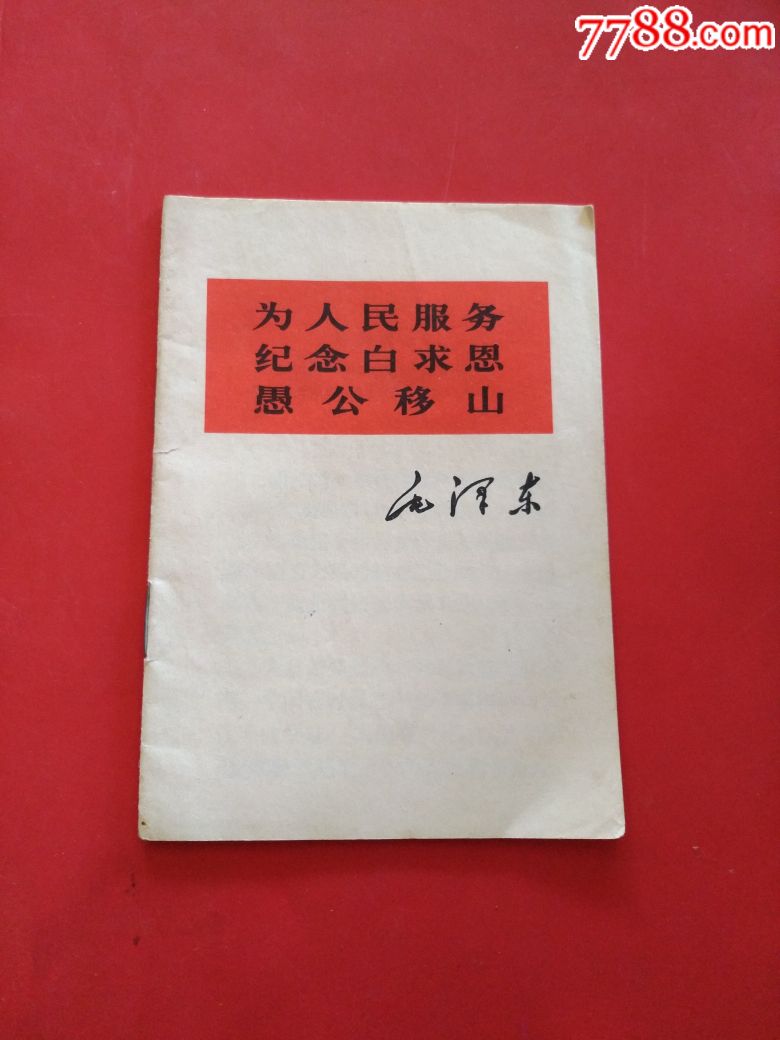 7788.com
为人民服务
纪念白求恩
愚公移山
毛泽东